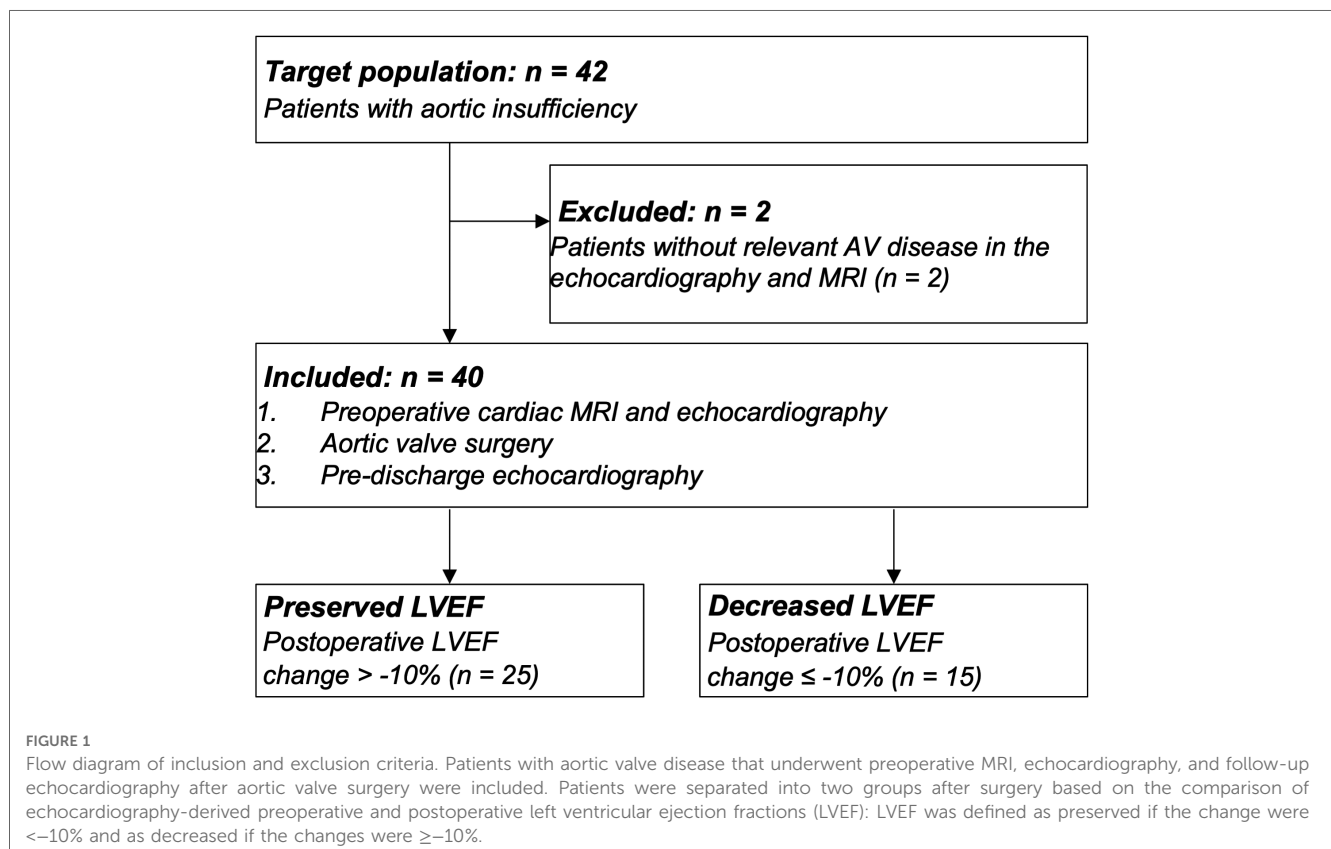 Target population: n = 42
Patients with aortic insufficiency
Excluded: n = 2
Patients without relevant AV disease in the
echocardiography and MRI (n = 2)
Included: n = 40
1. Preoperative cardiac MRI and echocardiography
2. Aortic valve surgery
3. Pre-discharge echocardiography
Preserved LVEF
Postoperative LVEF
change > -10% (n = 25)
Decreased LVEF
Postoperative LVEF
change ≤ -10% (n = 15)
FIGURE 1
Flow diagram of inclusion and exclusion criteria. Patients with aortic valve disease that underwent preoperative MRI, echocardiography, and follow-up
echocardiography after aortic valve surgery were included. Patients were separated into two groups after surgery based on the comparison of
echocardiography-derived preoperative and postoperative left ventricular ejection fractions (LVEF): LVEF was defined as preserved if the change were
<−10% and as decreased if the changes were ≥−10%.